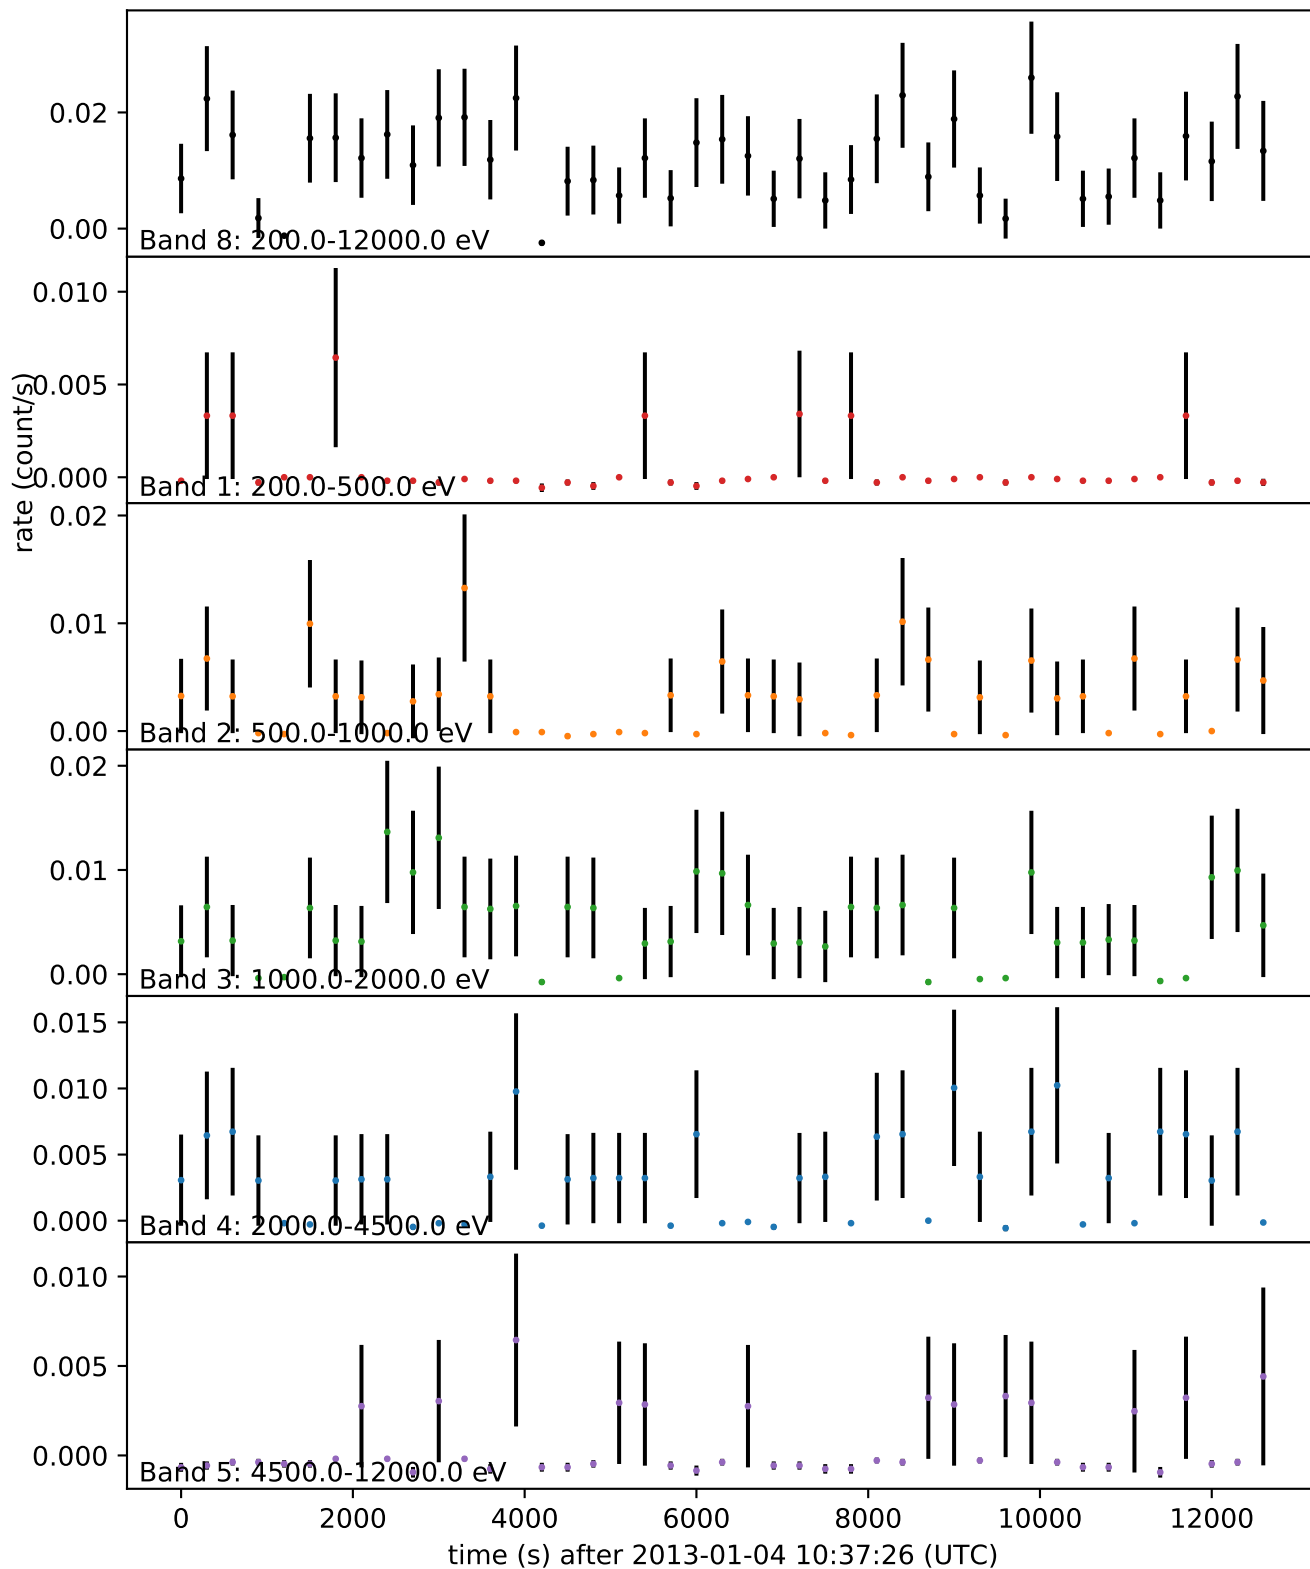 0.02
0.00
Band 8: 200.0-12000.0 eV
0.010
0.005
0.000
Band 1: 200.0-500.0 eV
rate (count/s)
0.02
0.01
0.00
Band 2: 500.0-1000.0 eV
0.02
0.01
0.00
Band 3: 1000.0-2000.0 eV
0.015
0.010
0.005
0.000
Band 4: 2000.0-4500.0 eV
0.010
0.005
0.000
Band 5: 4500.0-12000.0 eV
0 2000 4000 6000 8000 10000 12000
time (s) after 2013-01-04 10:37:26 (UTC)